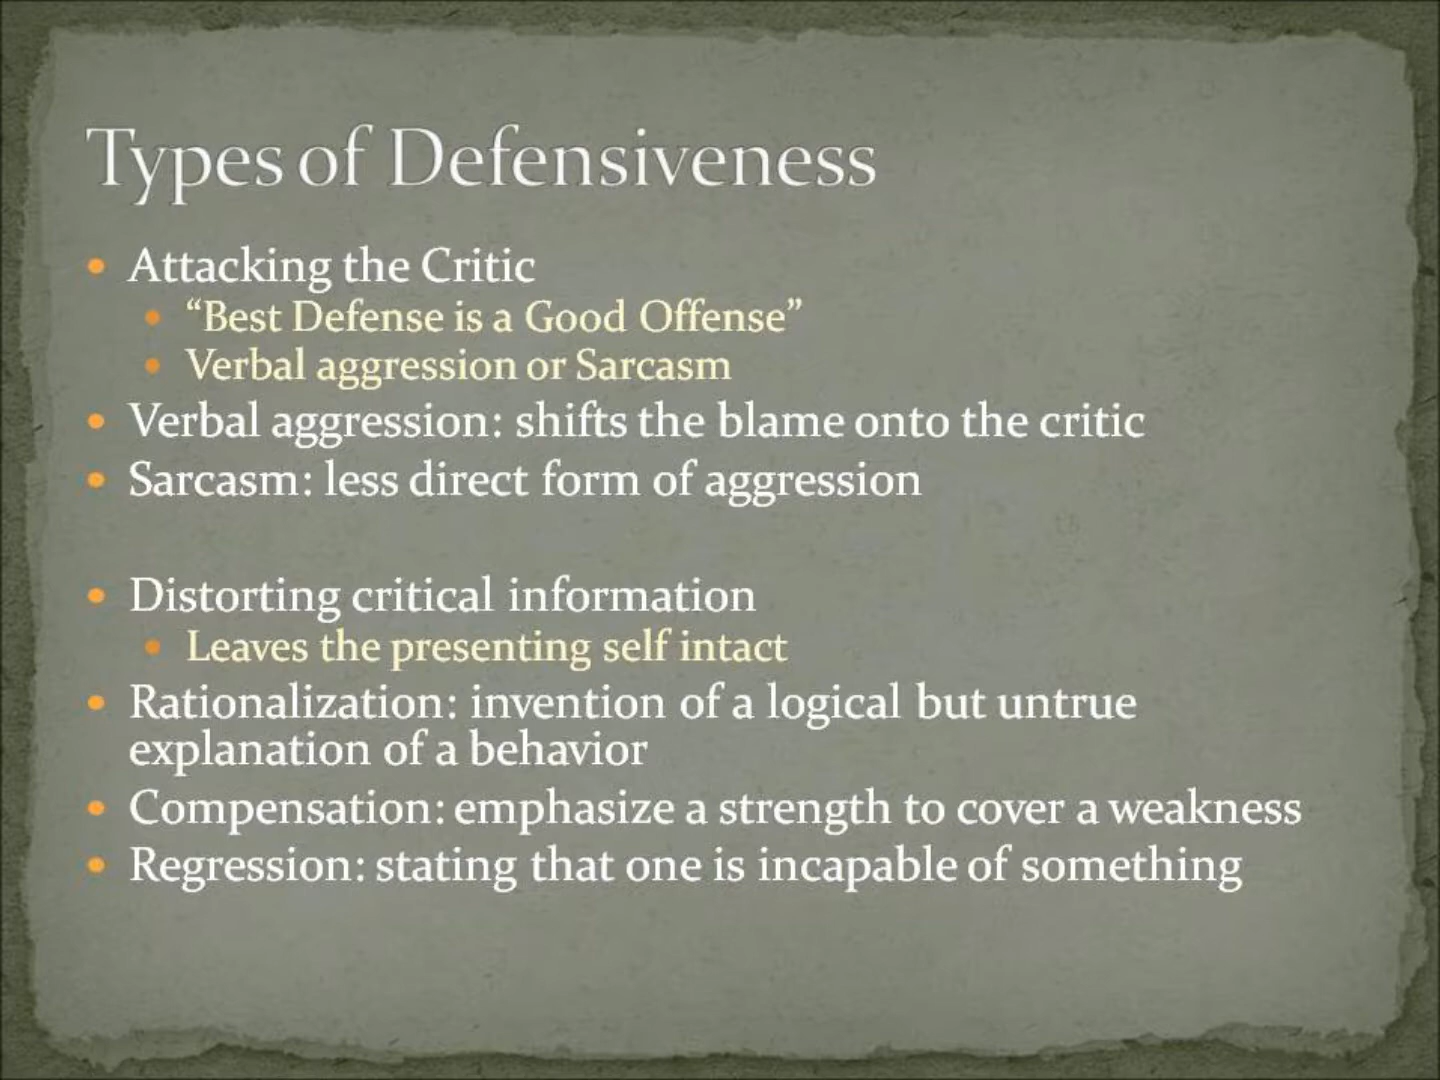 Types of Defensiveness
• Attacking the Critic
• “Best Defense is a Good Offense”
• Verbal aggression or Sarcasm
• Verbal aggression: shifts the blame onto the critic
• Sarcasm: less direct form of aggression
• Distorting critical information
• Leaves the presenting self intact
• Rationalization: invention of a logical but untrue
explanation of a behavior
• Compensation: emphasize a strength to cover a weakness
• Regression: stating that one is incapable of something